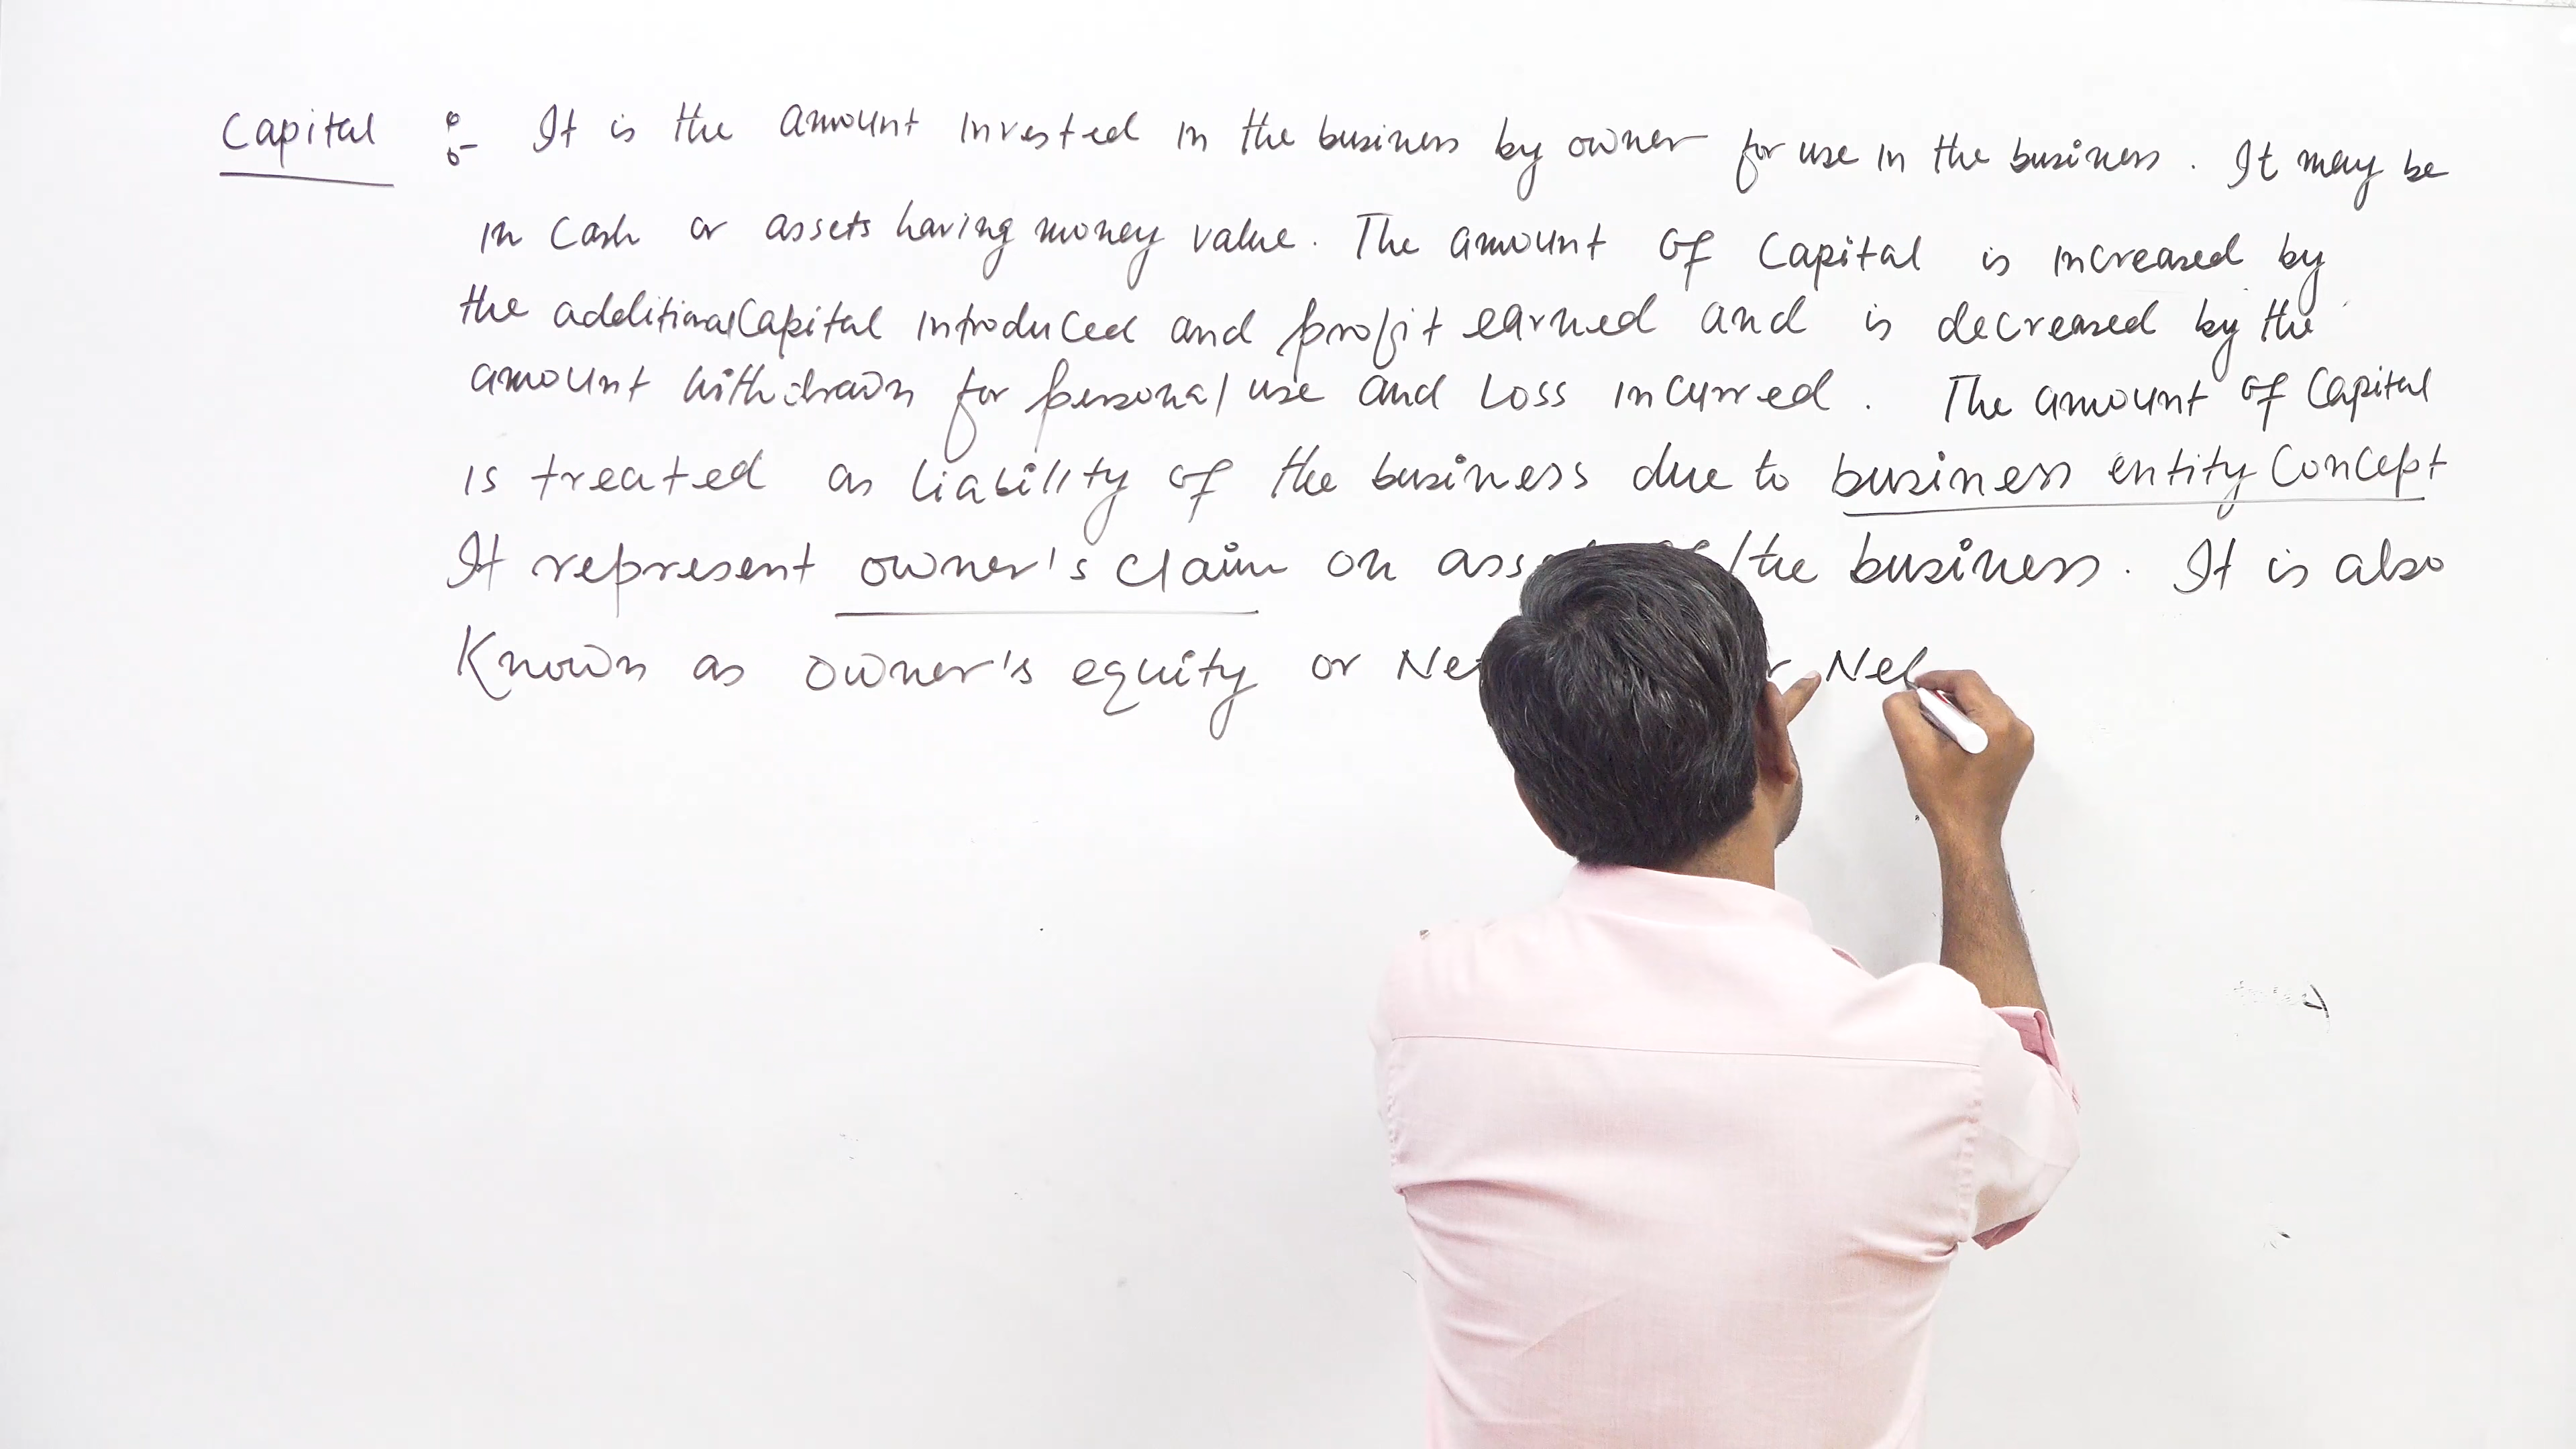 Capital :- It is the amount invested in the business by owner for use in the business. It may be
in cash or assets having money value. The amount of Capital is increased by
the additional Capital introduced and profit earned and is decreased by the
amount withdrawn for personal use and Loss incurred. The amount of Capital
is treated as liability of the business due to business entity Concept
It represent owner's claim on the business. It is also
Known as owner's equity or